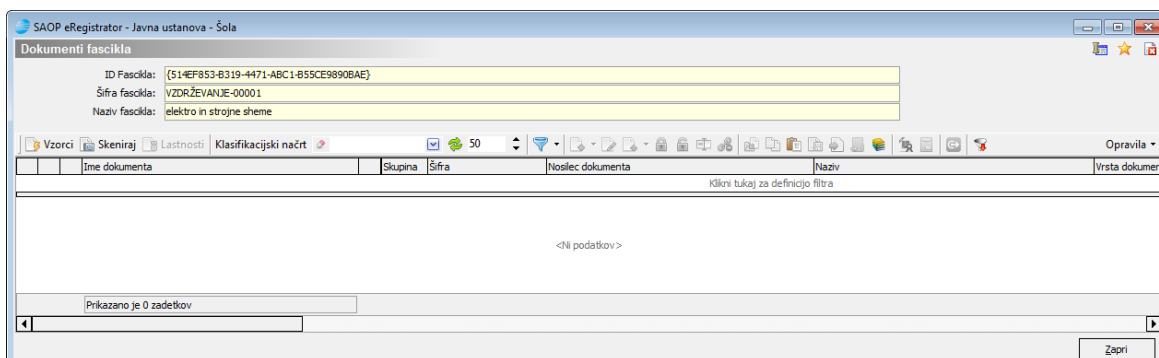 SAOP eRegistrator - Javna ustanova - Šola
Dokumenti fascikla
ID Fascikla: {514EF853-B319-4471-ABC1-B55CE9890BAE}
Šifra fascikla: VZDRŽEVANJE-00001
Naziv fascikla: elektro in strojne sheme
Vzorci Skeniraj Lastnosti Klasifikacijski načrt 50 Opravila
Ime dokumenta Skupina Šifra Nosilec dokumenta Naziv Vrsta dokumen
Klikni tukaj za definicijo filtra
<Ni podatkov>
Prikazano je 0 zadetkov
Zapri